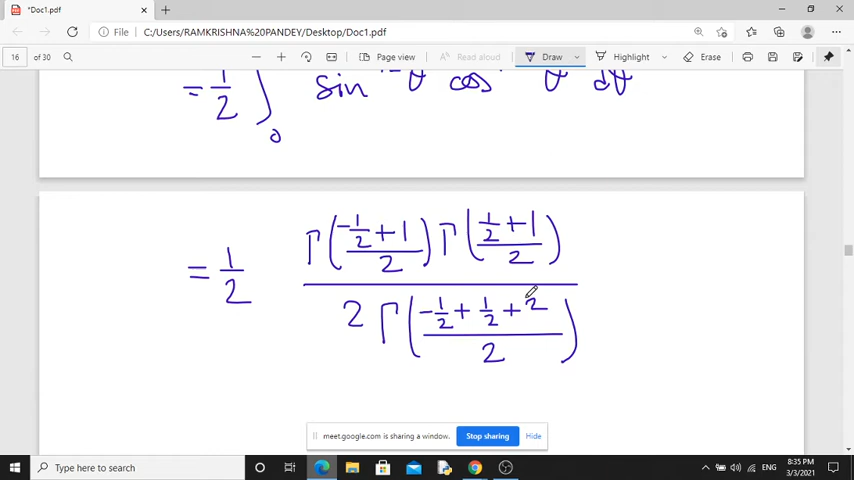 *Doc1.pdf
File C:/Users/RAMKRISHNA%20PANDEY/Desktop/Doc1.pdf
16 of 30 Page view Read aloud Draw Highlight Erase Share
= 1/2 ∫ 0 sin θ cos θ dθ
= 1/2 Γ((-1/2 + 1)/2) Γ((1/2 + 1)/2) / 2 Γ((-1/2 + 1/2 + 2)/2)
meet.google.com is sharing a window. Stop sharing Hide
Type here to search ENG 8:35 PM
3/3/2021